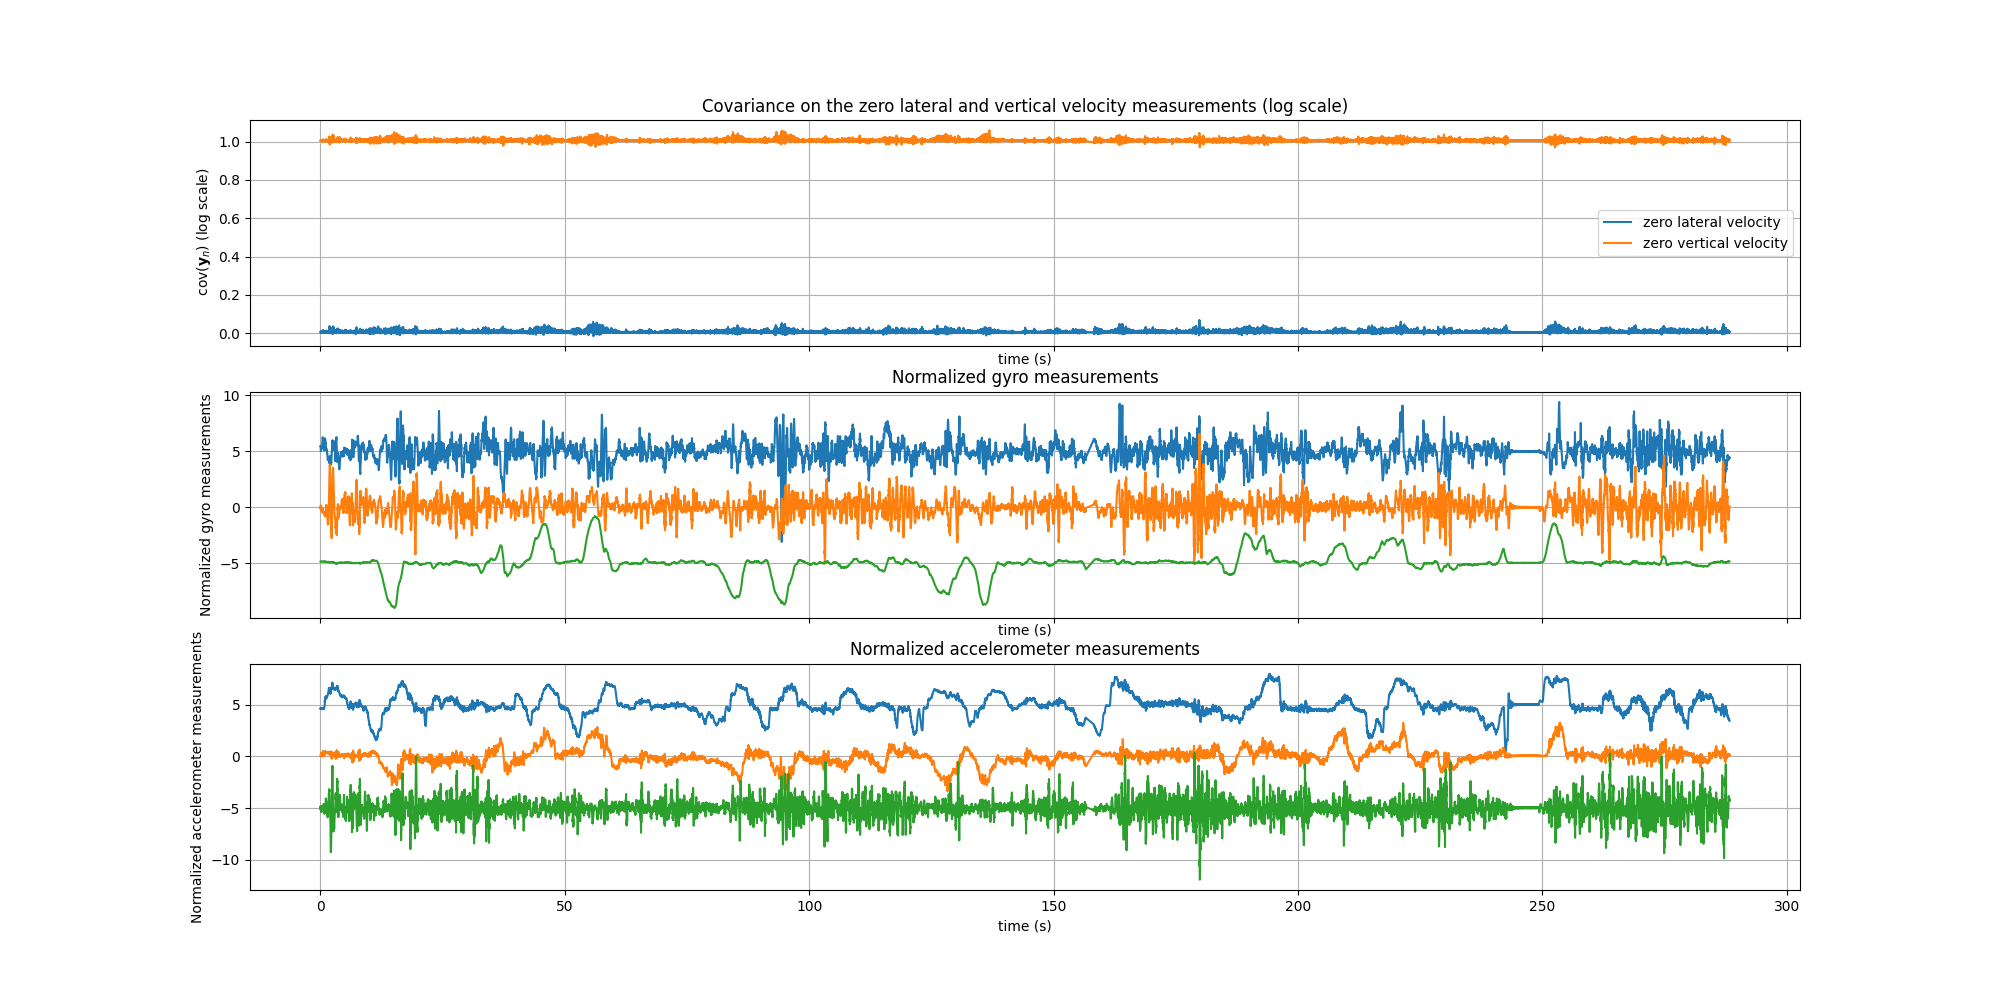 Covariance on the zero lateral and vertical velocity measurements (log scale)
cov(𝐲ₙ) (log scale)
1.0
0.8
0.6
0.4
0.2
0.0
zero lateral velocity
zero vertical velocity
time (s)
Normalized gyro measurements
Normalized gyro measurements
10
5
0
−5
time (s)
Normalized accelerometer measurements
Normalized accelerometer measurements
5
0
−5
−10
0 50 100 150 200 250 300
time (s)